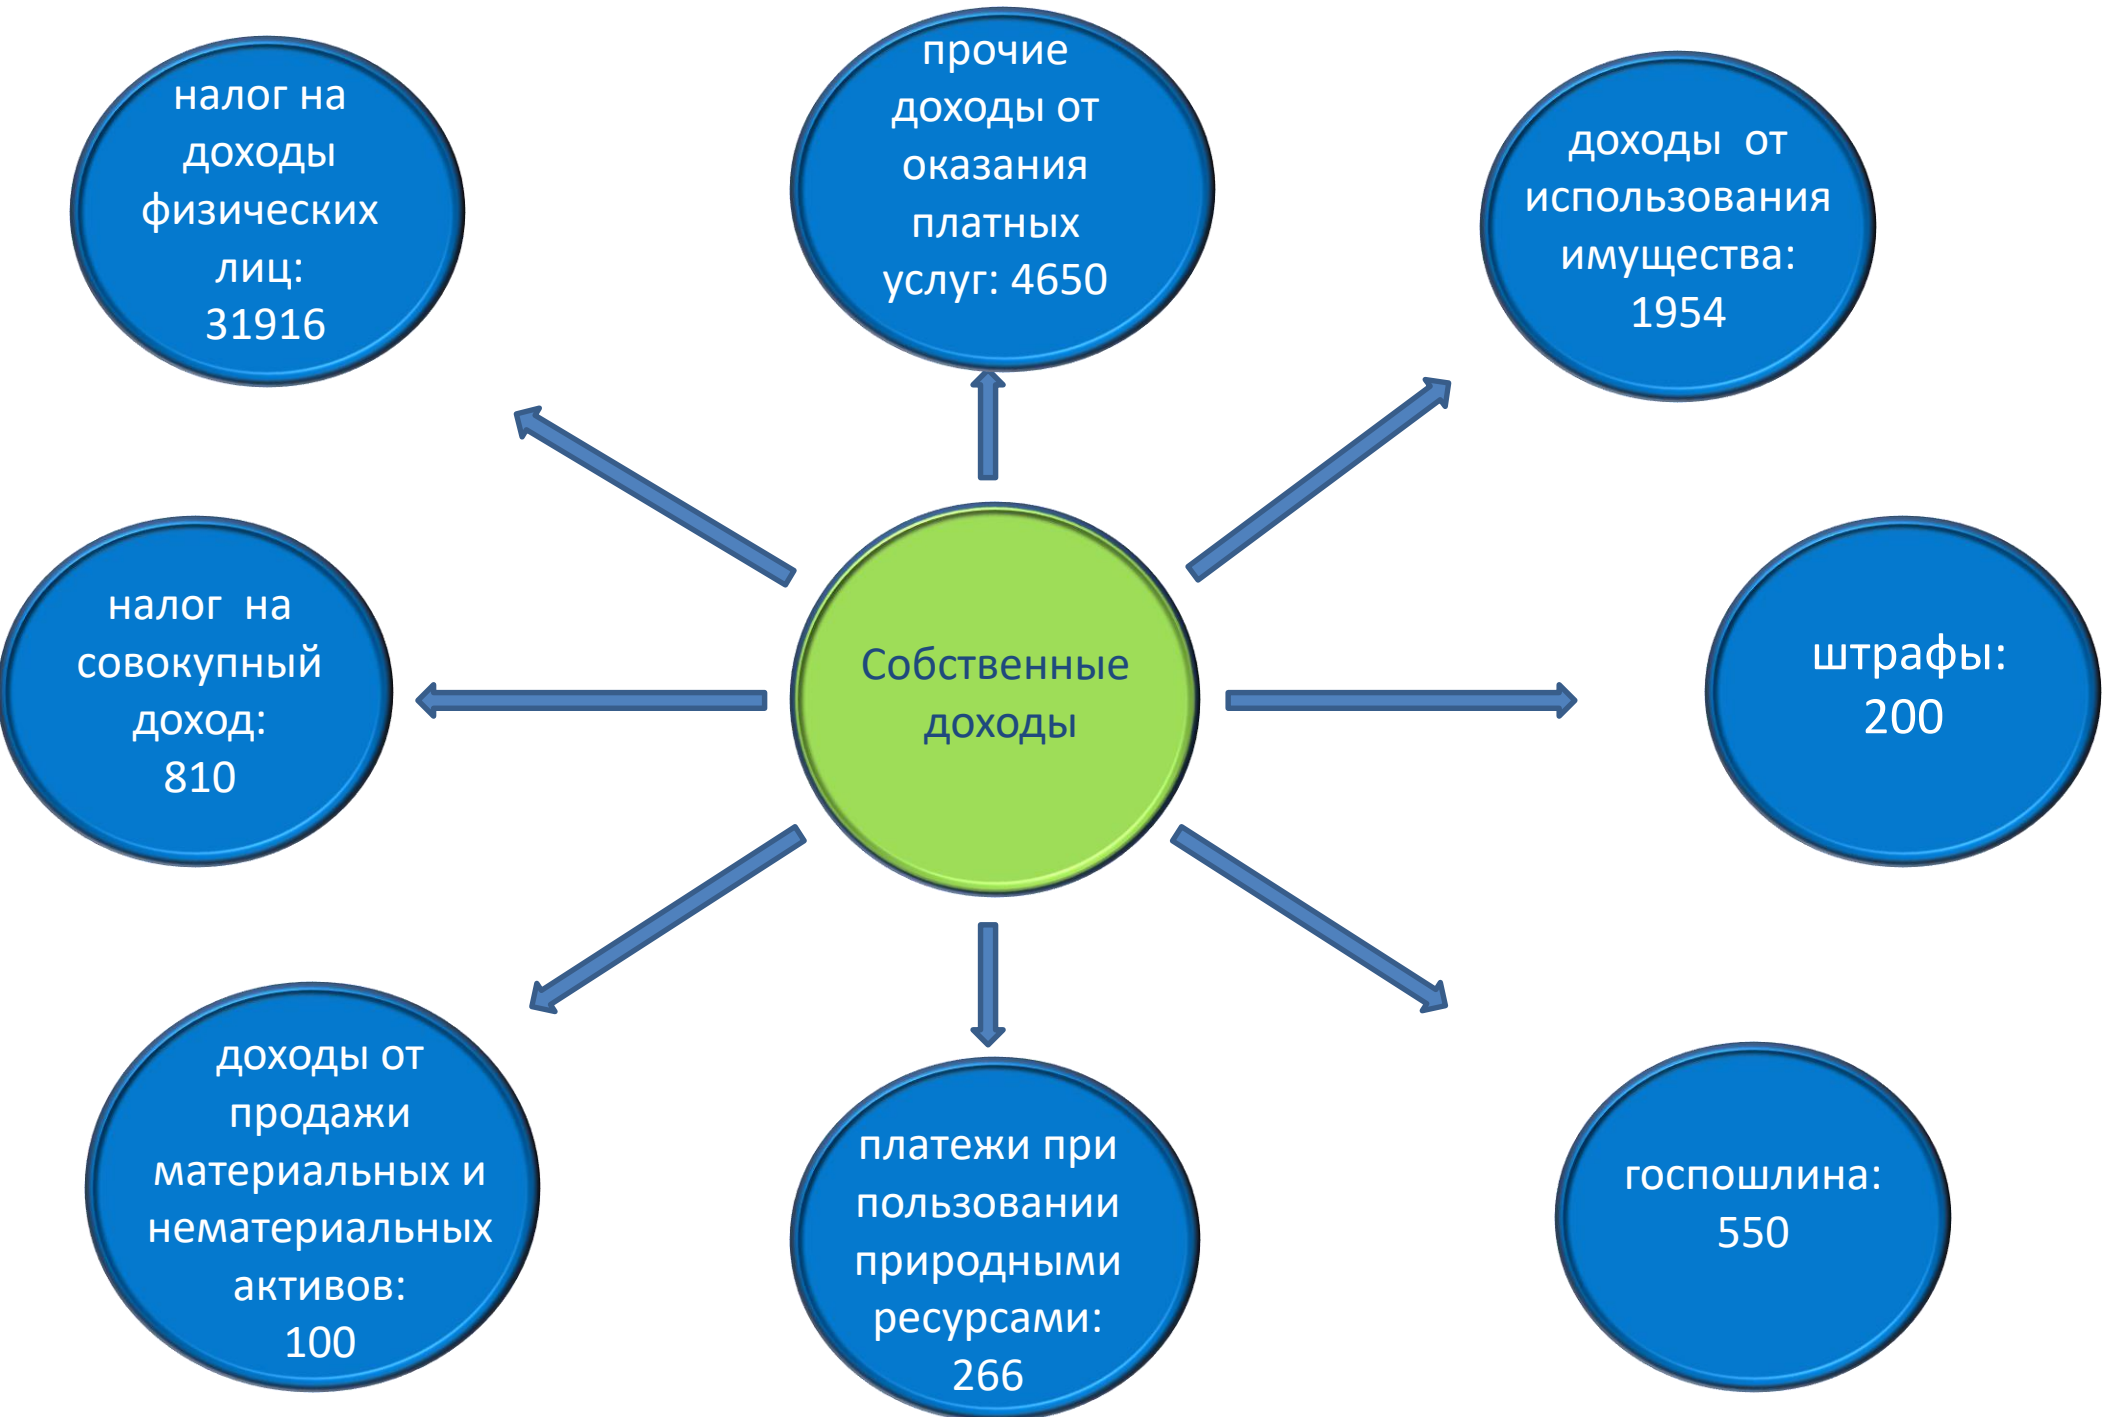 налог на
доходы
физических
лиц:
31916
прочие
доходы от
оказания
платных
услуг: 4650
доходы  от
использования
имущества:
1954
налог  на
совокупный
доход:
810
Собственные
доходы
штрафы:
200
доходы от
продажи
материальных и
нематериальных
активов:
100
платежи при
пользовании
природными
ресурсами:
266
госпошлина:
550